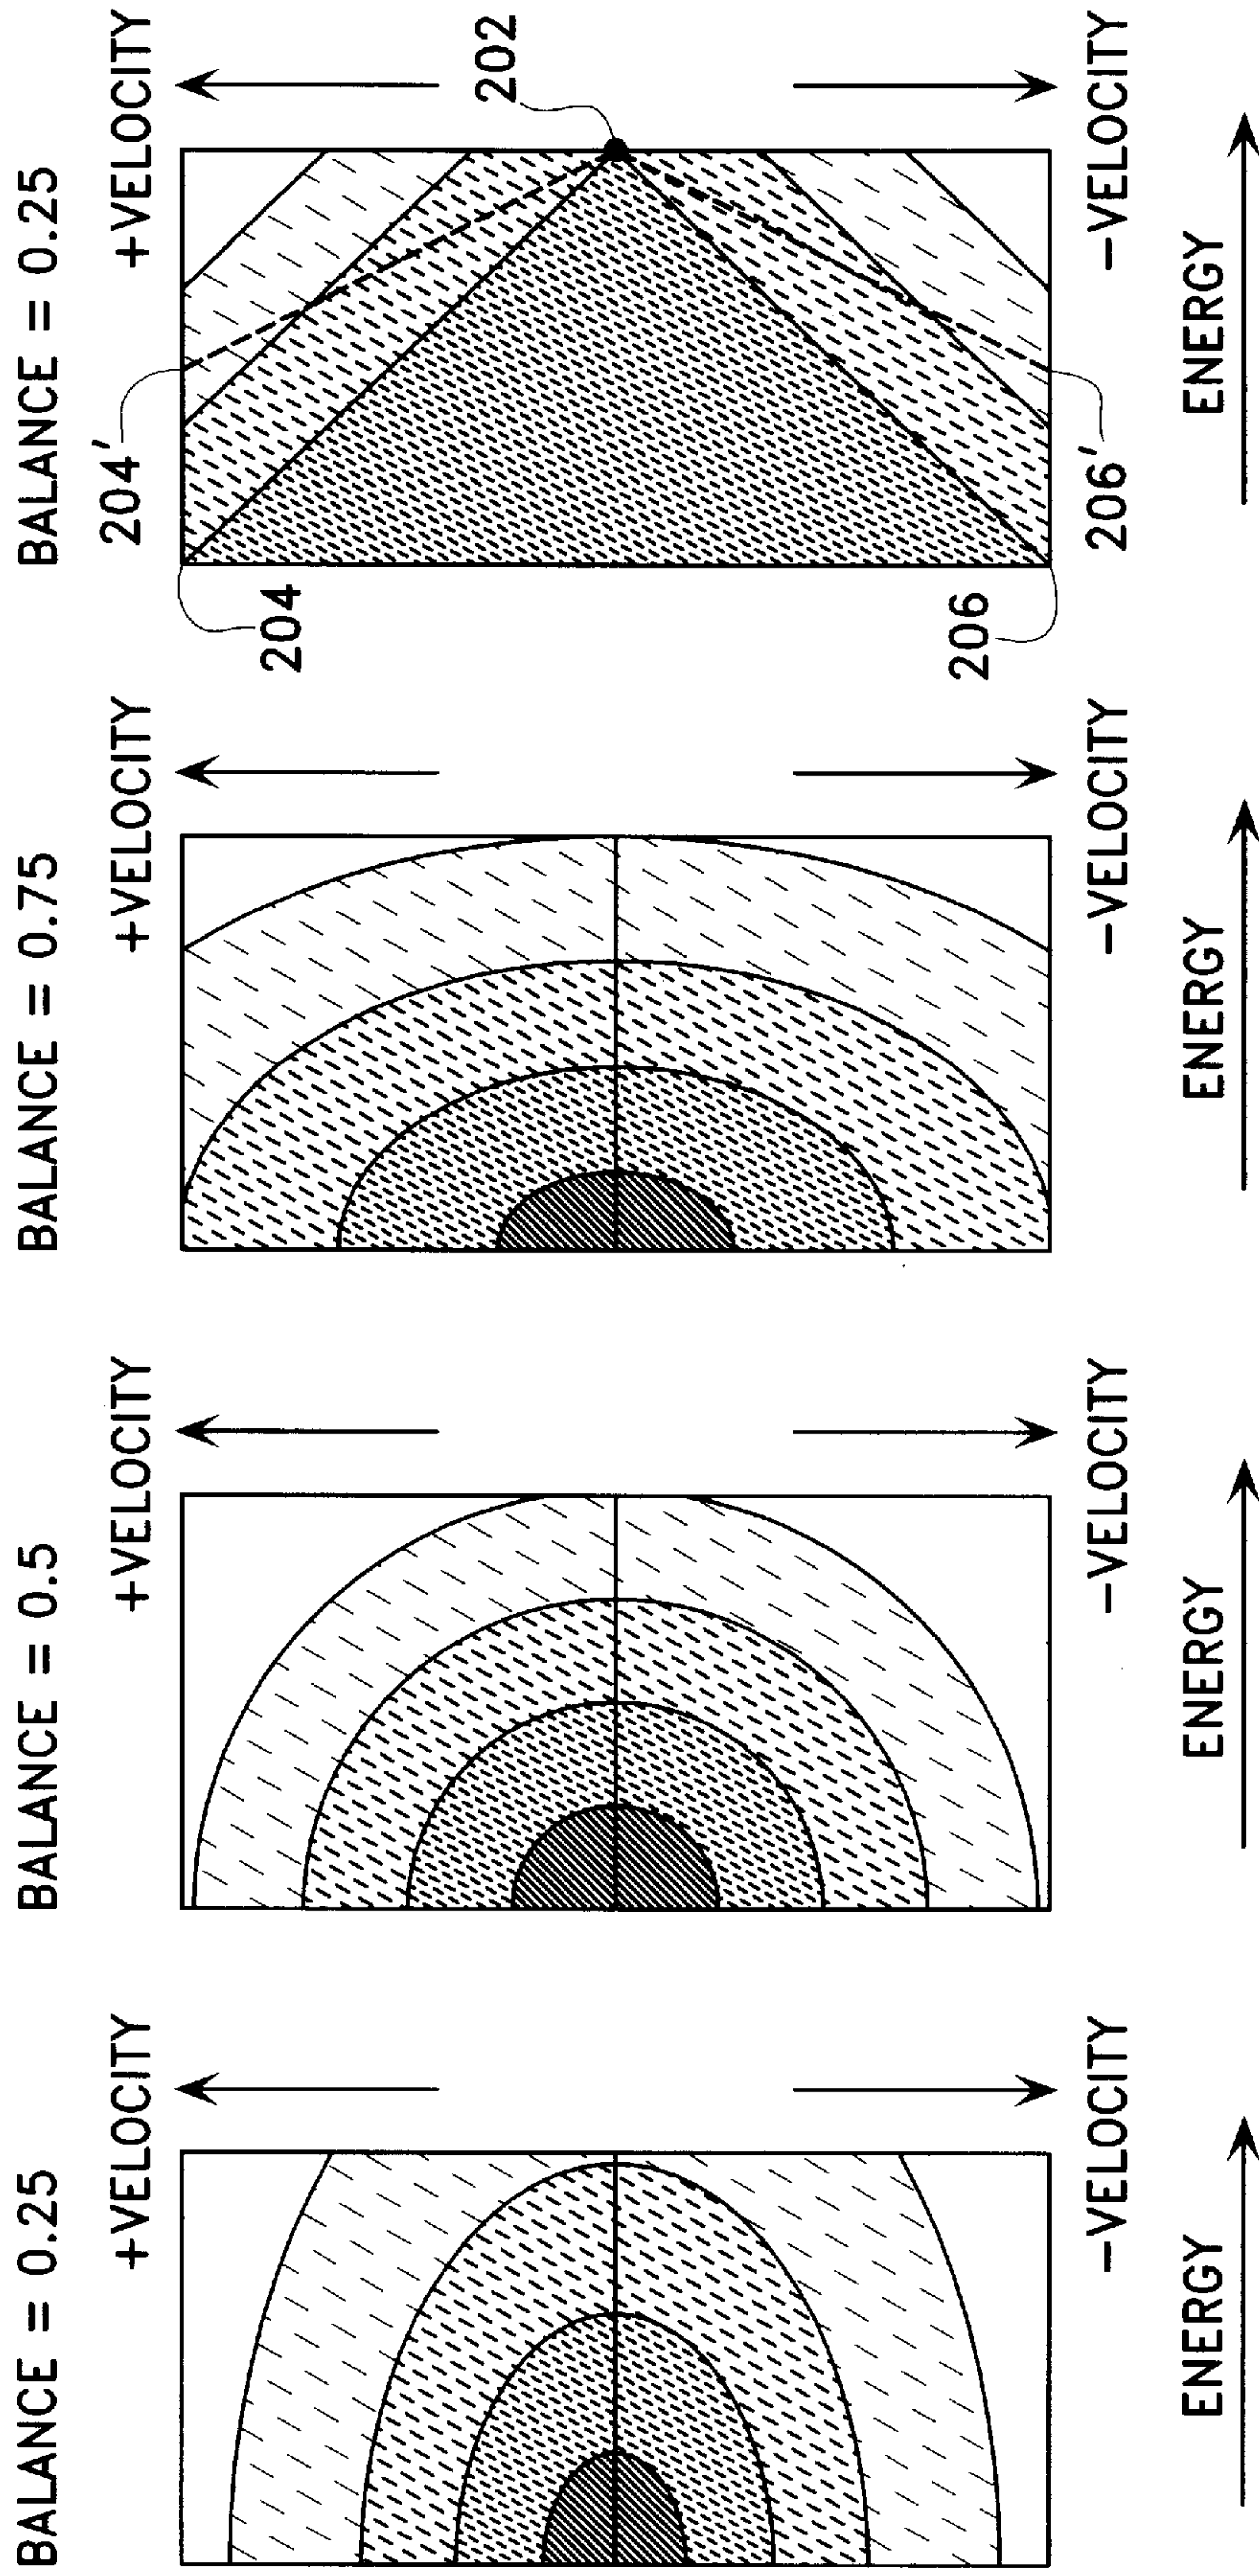 BALANCE = 0.25
+VELOCITY
−VELOCITY
ENERGY
BALANCE = 0.5
+VELOCITY
−VELOCITY
ENERGY
BALANCE = 0.75
+VELOCITY
−VELOCITY
ENERGY
BALANCE = 0.25
+VELOCITY
204'
204
202
206
206'
−VELOCITY
ENERGY